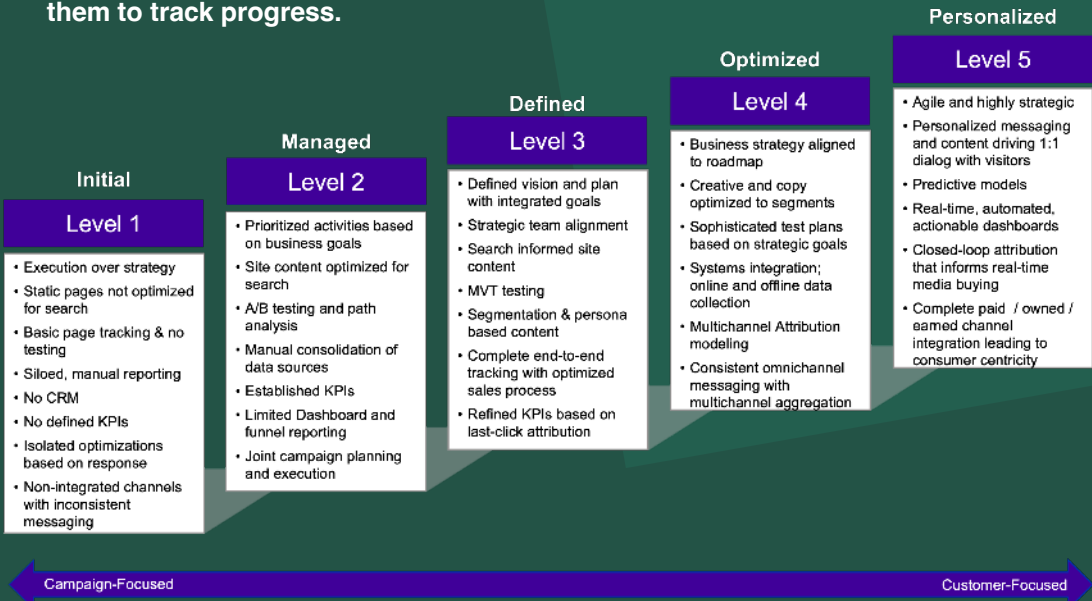 them to track progress.
Initial
Level 1
• Execution over strategy
• Static pages not optimized
for search
• Basic page tracking & no
testing
• Siloed, manual reporting
• No CRM
• No defined KPIs
• Isolated optimizations
based on response
• Non-integrated channels
with inconsistent
messaging
Managed
Level 2
• Prioritized activities based
on business goals
• Site content optimized for
search
• A/B testing and path
analysis
• Manual consolidation of
data sources
• Established KPIs
• Limited Dashboard and
funnel reporting
• Joint campaign planning
and execution
Defined
Level 3
• Defined vision and plan
with integrated goals
• Strategic team alignment
• Search informed site
content
• MVT testing
• Segmentation & persona
based content
• Complete end-to-end
tracking with optimized
sales process
• Refined KPIs based on
last-click attribution
Optimized
Level 4
• Business strategy aligned
to roadmap
• Creative and copy
optimized to segments
• Sophisticated test plans
based on strategic goals
• Systems integration;
online and offline data
collection
• Multichannel Attribution
modeling
• Consistent omnichannel
messaging with
multichannel aggregation
Personalized
Level 5
• Agile and highly strategic
• Personalized messaging
and content driving 1:1
dialog with visitors
• Predictive models
• Real-time, automated,
actionable dashboards
• Closed-loop attribution
that informs real-time
media buying
• Complete paid / owned /
earned channel
integration leading to
consumer centricity
Campaign-Focused
Customer-Focused